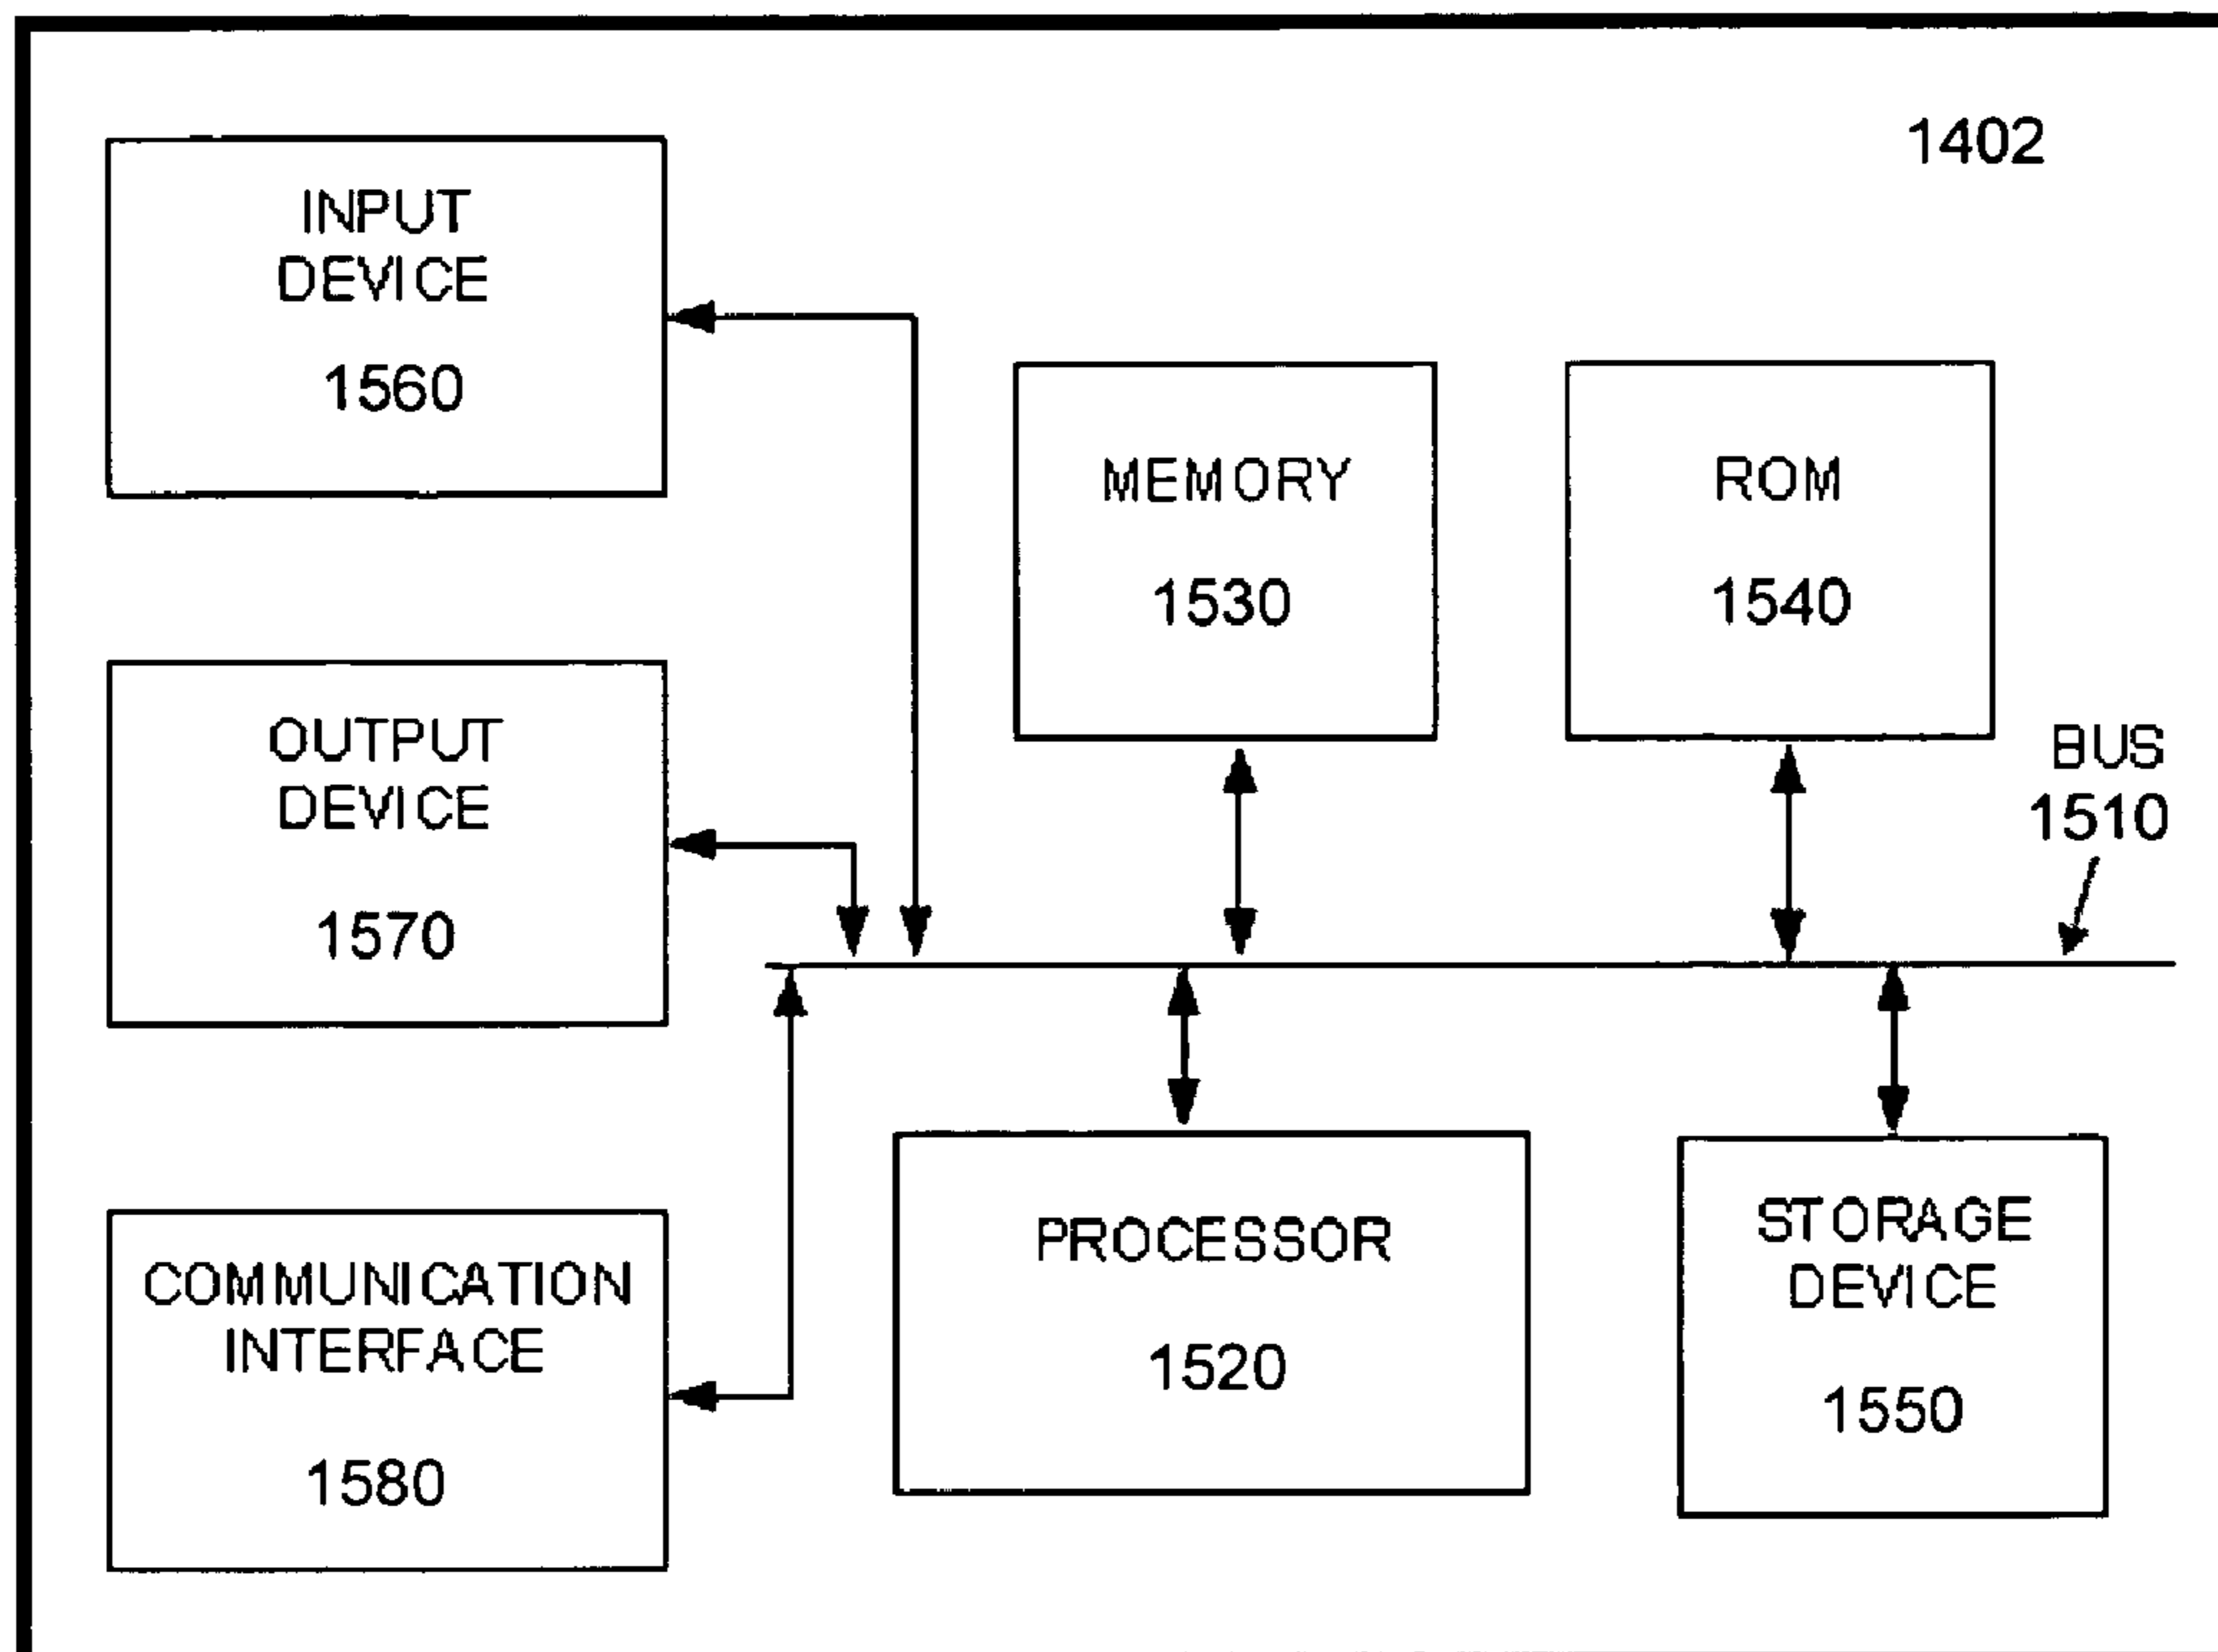 1402
INPUT
DEVICE
1560
MEMORY
1530
ROM
1540
OUTPUT
DEVICE
1570
BUS
1510
COMMUNICATION
INTERFACE
1580
PROCESSOR
1520
STORAGE
DEVICE
1550